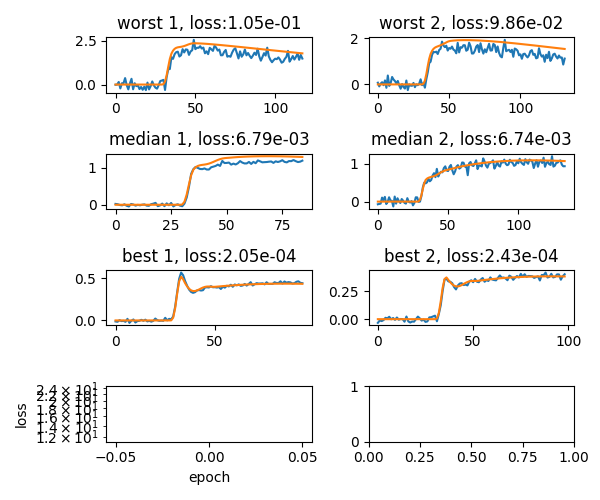 worst 1, loss:1.05e-01
worst 2, loss:9.86e-02
2.5
0.0
0 50 100
2
0
0 50 100
median 1, loss:6.79e-03
median 2, loss:6.74e-03
1
0
0 25 50 75
1
0
0 50 100
best 1, loss:2.05e-04
best 2, loss:2.43e-04
0.5
0.0
0 50
0.25
0.00
0 50 100
loss
2.4 × 10¹
2.2 × 10¹
2 × 10¹
1.8 × 10¹
1.6 × 10¹
1.4 × 10¹
1.2 × 10¹
−0.05 0.00 0.05
epoch
1
0
0.00 0.25 0.50 0.75 1.00